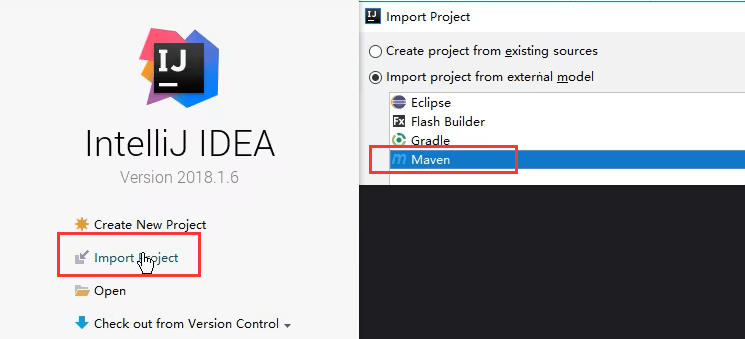 IJ
IntelliJ IDEA
Version 2018.1.6
Create New Project
Import Project
Open
Check out from Version Control
IJ Import Project
Create project from existing sources
Import project from external model
Eclipse
FX Flash Builder
Gradle
m Maven